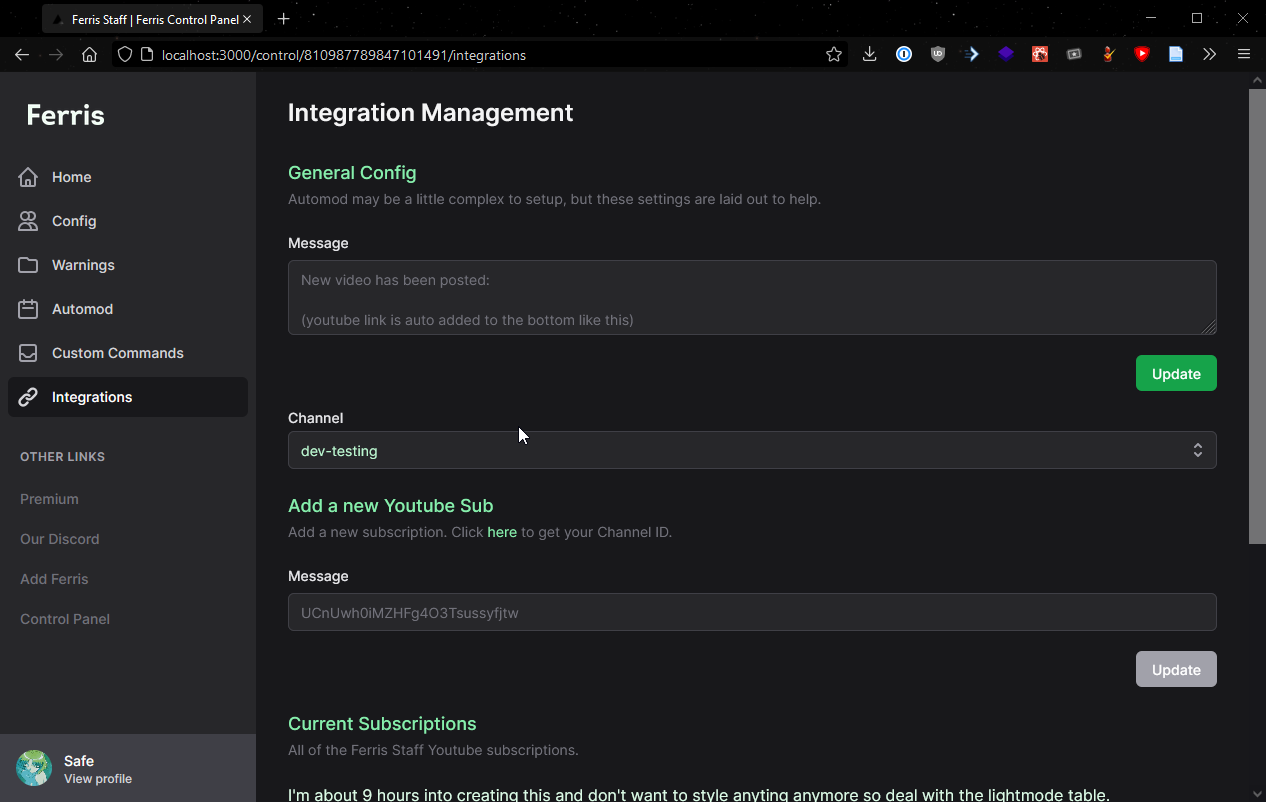 Ferris Staff | Ferris Control Panel
localhost:3000/control/810987789847101491/integrations
Ferris
Home
Config
Warnings
Automod
Custom Commands
Integrations
OTHER LINKS
Premium
Our Discord
Add Ferris
Control Panel
Safe
View profile
Integration Management
General Config
Automod may be a little complex to setup, but these settings are laid out to help.
Message
New video has been posted:
(youtube link is auto added to the bottom like this)
Update
Channel
dev-testing
Add a new Youtube Sub
Add a new subscription. Click here to get your Channel ID.
Message
UCnUwh0iMZHFg4O3Tsussyfjtw
Update
Current Subscriptions
All of the Ferris Staff Youtube subscriptions.
I'm about 9 hours into creating this and don't want to style anyting anymore so deal with the lightmode table.